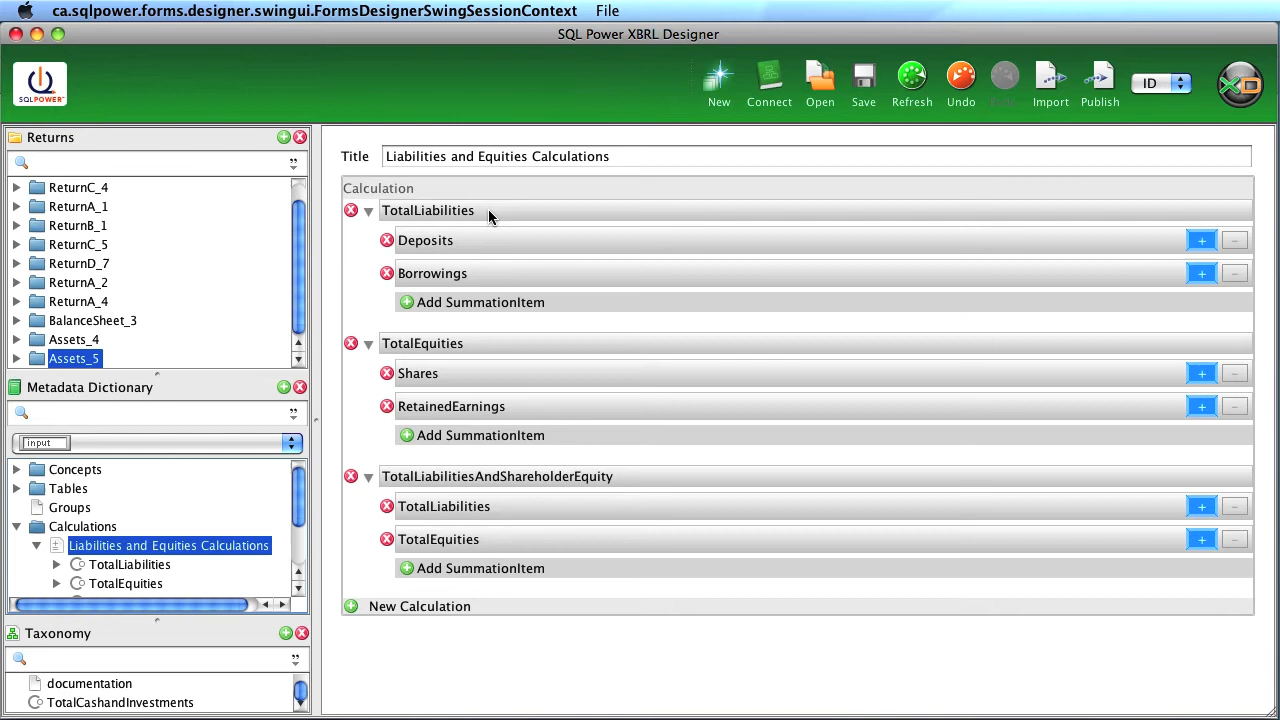 ca.sqlpower.forms.designer.swingui.FormsDesignerSwingSessionContext File
SQL Power XBRL Designer
SQLPOWER
New Connect Open Save Refresh Undo Import Publish ID
Returns
ReturnC_4
ReturnA_1
ReturnB_1
ReturnC_5
ReturnD_7
ReturnA_2
ReturnA_4
BalanceSheet_3
Assets_4
Assets_5
Metadata Dictionary
input
Concepts
Tables
Groups
Calculations
Liabilities and Equities Calculations
TotalLiabilities
TotalEquities
Taxonomy
documentation
TotalCashandInvestments
Title Liabilities and Equities Calculations
Calculation
TotalLiabilities
Deposits + -
Borrowings + -
Add SummationItem
TotalEquities
Shares + -
RetainedEarnings + -
Add SummationItem
TotalLiabilitiesAndShareholderEquity
TotalLiabilities + -
TotalEquities + -
Add SummationItem
New Calculation